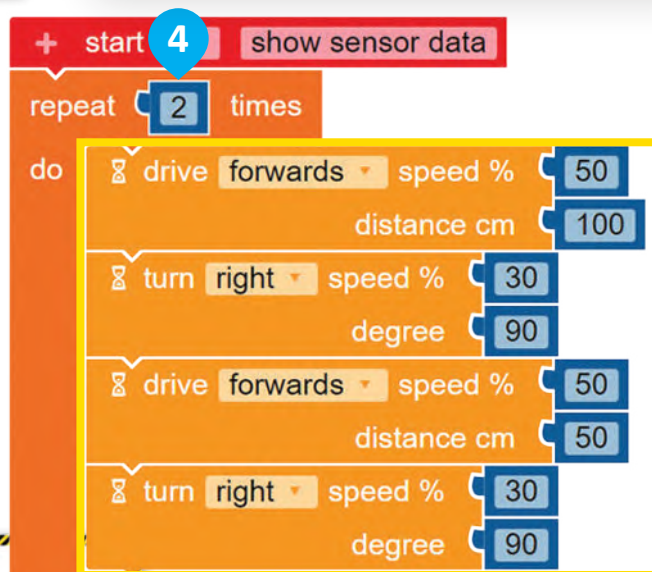 + start 4 show sensor data
repeat 2 times
do drive forwards speed % 50
distance cm 100
turn right speed % 30
degree 90
drive forwards speed % 50
distance cm 50
turn right speed % 30
degree 90